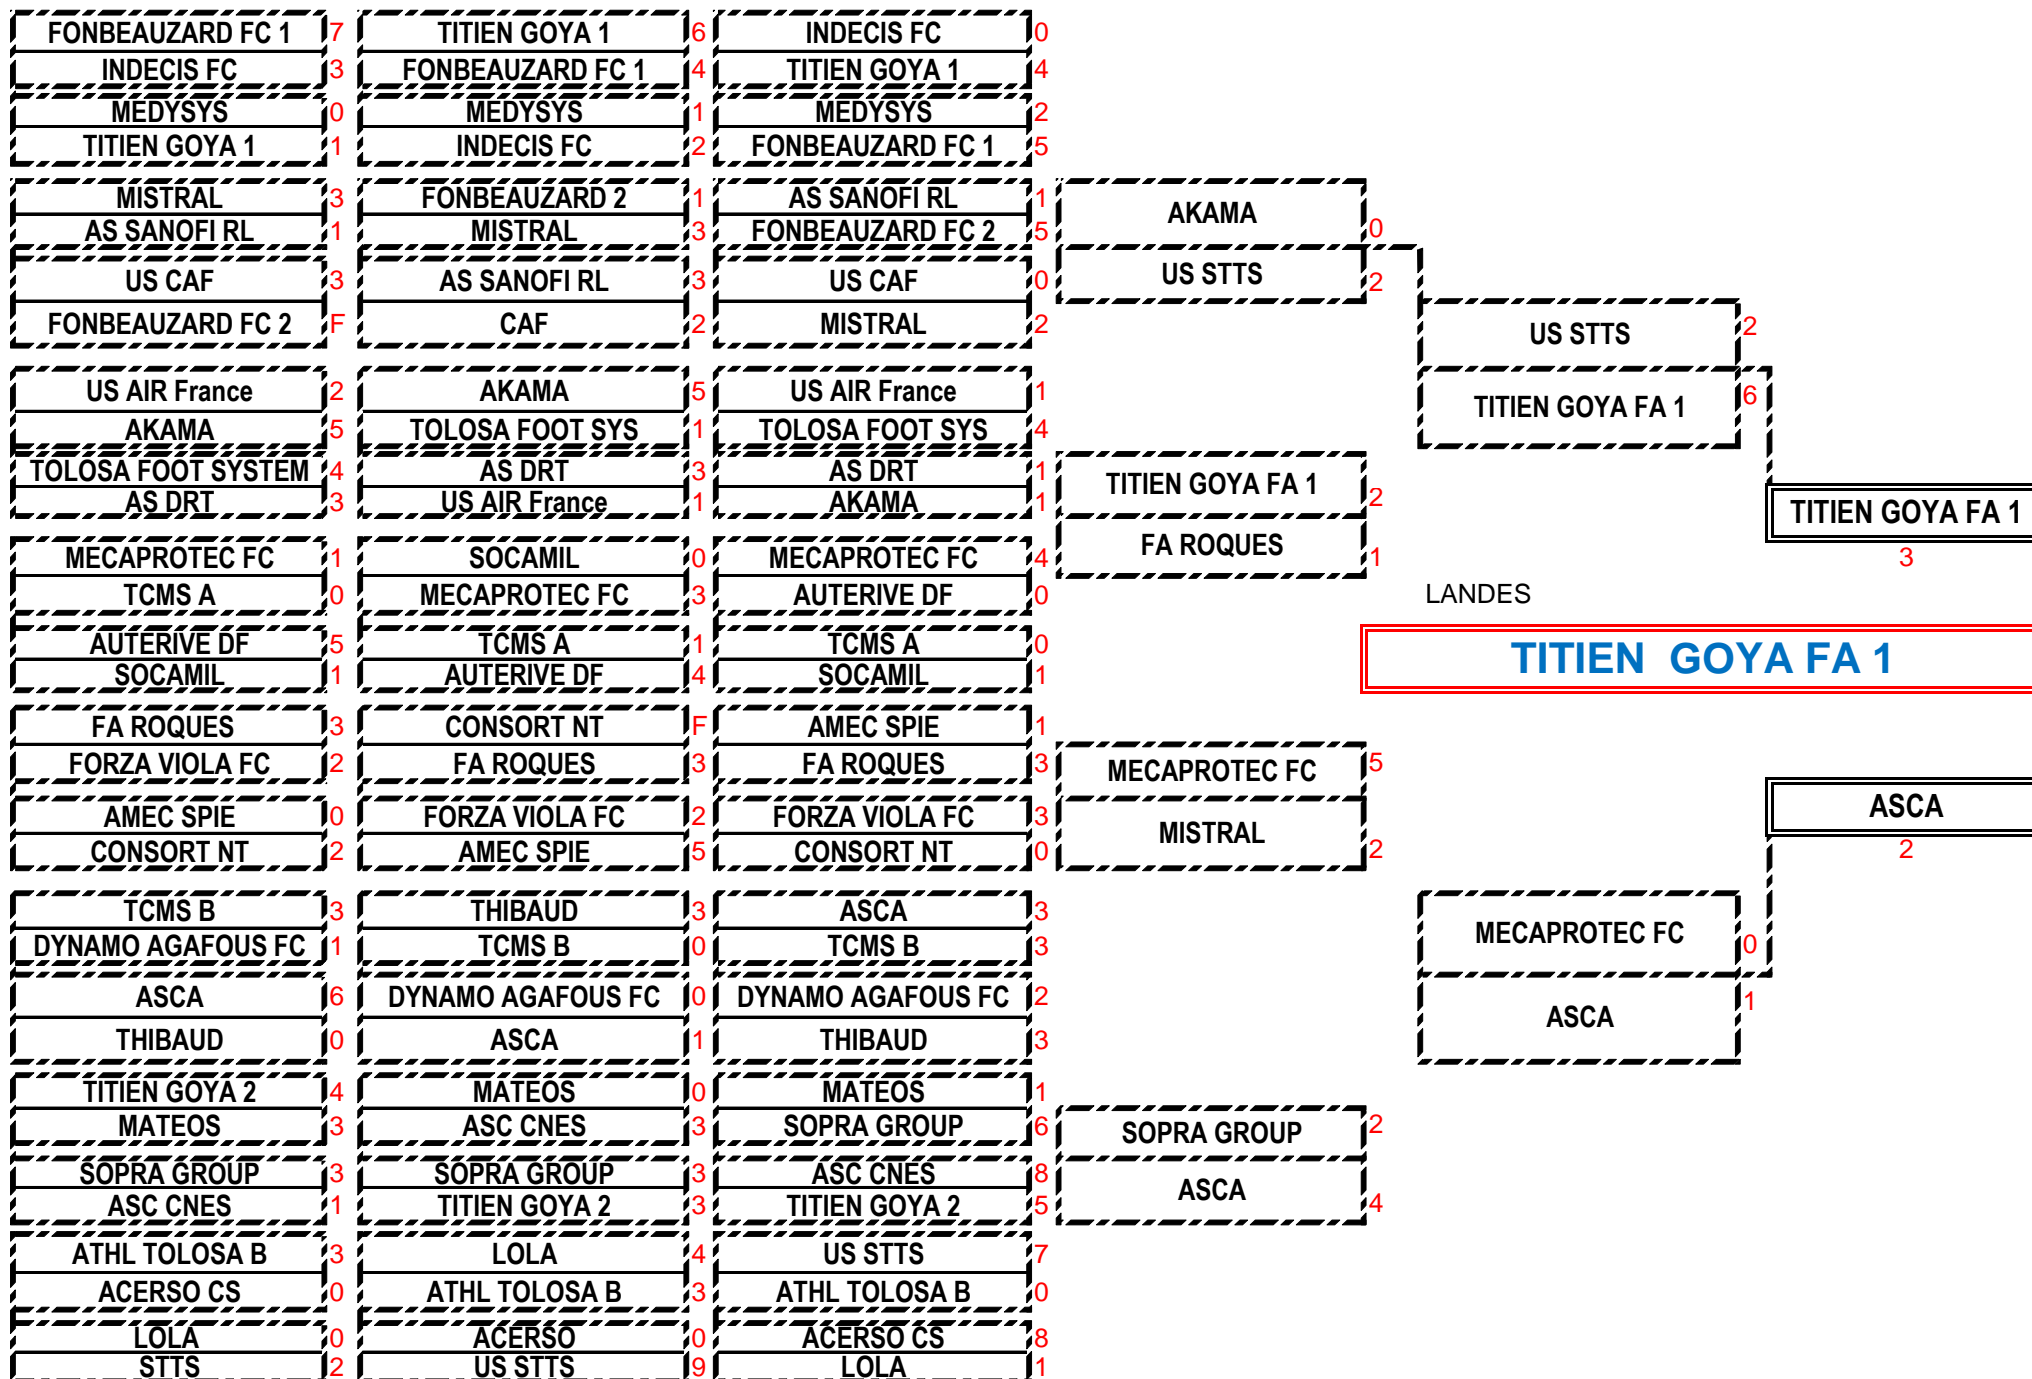 FONBEAUZARD FC 1 7 TITIEN GOYA 1 6 INDECIS FC 0
INDECIS FC 3 FONBEAUZARD FC 1 4 TITIEN GOYA 1 4
MEDYSYS 0 MEDYSYS 1 MEDYSYS 2
TITIEN GOYA 1 1 INDECIS FC 2 FONBEAUZARD FC 1 5
MISTRAL 3 FONBEAUZARD 2 1 AS SANOFI RL 1
AKAMA 0
AS SANOFI RL 1 MISTRAL 3 FONBEAUZARD FC 2 5
US CAF 3 AS SANOFI RL 3 US CAF 0 US STTS 2
FONBEAUZARD FC 2 F CAF 2 MISTRAL 2 US STTS 2
US AIR France 2 AKAMA 5 US AIR France 1
TITIEN GOYA FA 1 6
AKAMA 5 TOLOSA FOOT SYS 1 TOLOSA FOOT SYS 4
TOLOSA FOOT SYSTEM 4 AS DRT 3 AS DRT 1
TITIEN GOYA FA 1 2
AS DRT 3 US AIR France 1 AKAMA 1
TITIEN GOYA FA 1
FA ROQUES 1
MECAPROTEC FC 1 SOCAMIL 0 MECAPROTEC FC 4
3
TCMS A 0 MECAPROTEC FC 3 AUTERIVE DF 0 LANDES
AUTERIVE DF 5 TCMS A 1 TCMS A 0
TITIEN GOYA FA 1
SOCAMIL 1 AUTERIVE DF 4 SOCAMIL 1
FA ROQUES 3 CONSORT NT F AMEC SPIE 1
FORZA VIOLA FC 2 FA ROQUES 3 FA ROQUES 3 MECAPROTEC FC 5
ASCA
AMEC SPIE 0 FORZA VIOLA FC 2 FORZA VIOLA FC 3
MISTRAL 2
CONSORT NT 2 AMEC SPIE 5 CONSORT NT 0
2
TCMS B 3 THIBAUD 3 ASCA 3
MECAPROTEC FC 0
DYNAMO AGAFOUS FC 1 TCMS B 0 TCMS B 3
ASCA 6 DYNAMO AGAFOUS FC 0 DYNAMO AGAFOUS FC 2
ASCA 1
THIBAUD 0 ASCA 1 THIBAUD 3
TITIEN GOYA 2 4 MATEOS 0 MATEOS 1
MATEOS 3 ASC CNES 3 SOPRA GROUP 6 SOPRA GROUP 2
SOPRA GROUP 3 SOPRA GROUP 3 ASC CNES 8
ASCA 4
ASC CNES 1 TITIEN GOYA 2 3 TITIEN GOYA 2 5
ATHL TOLOSA B 3 LOLA 4 US STTS 7
ACERSO CS 0 ATHL TOLOSA B 3 ATHL TOLOSA B 0
LOLA 0 ACERSO 0 ACERSO CS 8
STTS 2 US STTS 9 LOLA 1